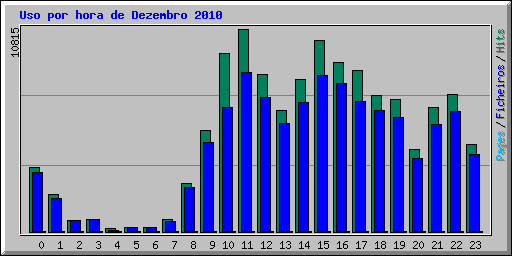 Uso por hora de Dezembro 2010
10815
0 1 2 3 4 5 6 7 8 9 10 11 12 13 14 15 16 17 18 19 20 21 22 23
Pages / Ficheiros / Hits